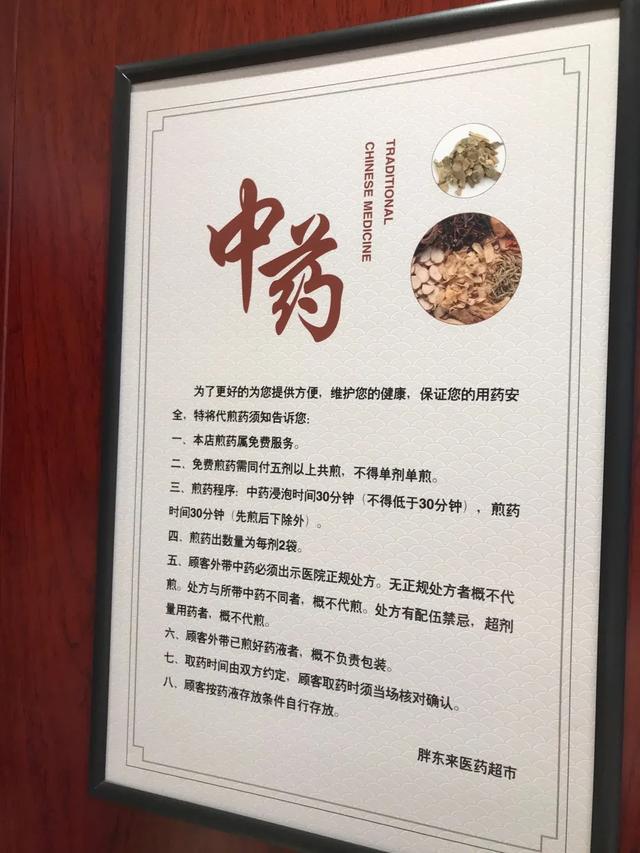 TRADITIONAL
CHINESE MEDICINE
中药
为了更好的为您提供方便，维护您的健康，保证您的用药安
全，特将代煎药须知告诉您：
一、本店煎药属免费服务。
二、免费煎药需同付五剂以上共煎，不得单剂单煎。
三、煎药程序：中药浸泡时间30分钟（不得低于30分钟），煎药
时间30分钟（先煎后下除外）。
四、煎药出数量为每剂2袋。
五、顾客外带中药必须出示医院正规处方。无正规处方者概不代
煎。处方与所带中药不同者，概不代煎。处方有配伍禁忌，超剂
量用药者，概不代煎。
六、顾客外带已煎好药液者，概不负责包装。
七、取药时间由双方约定，顾客取药时须当场核对确认。
八、顾客按药液存放条件自行存放。
胖东来医药超市